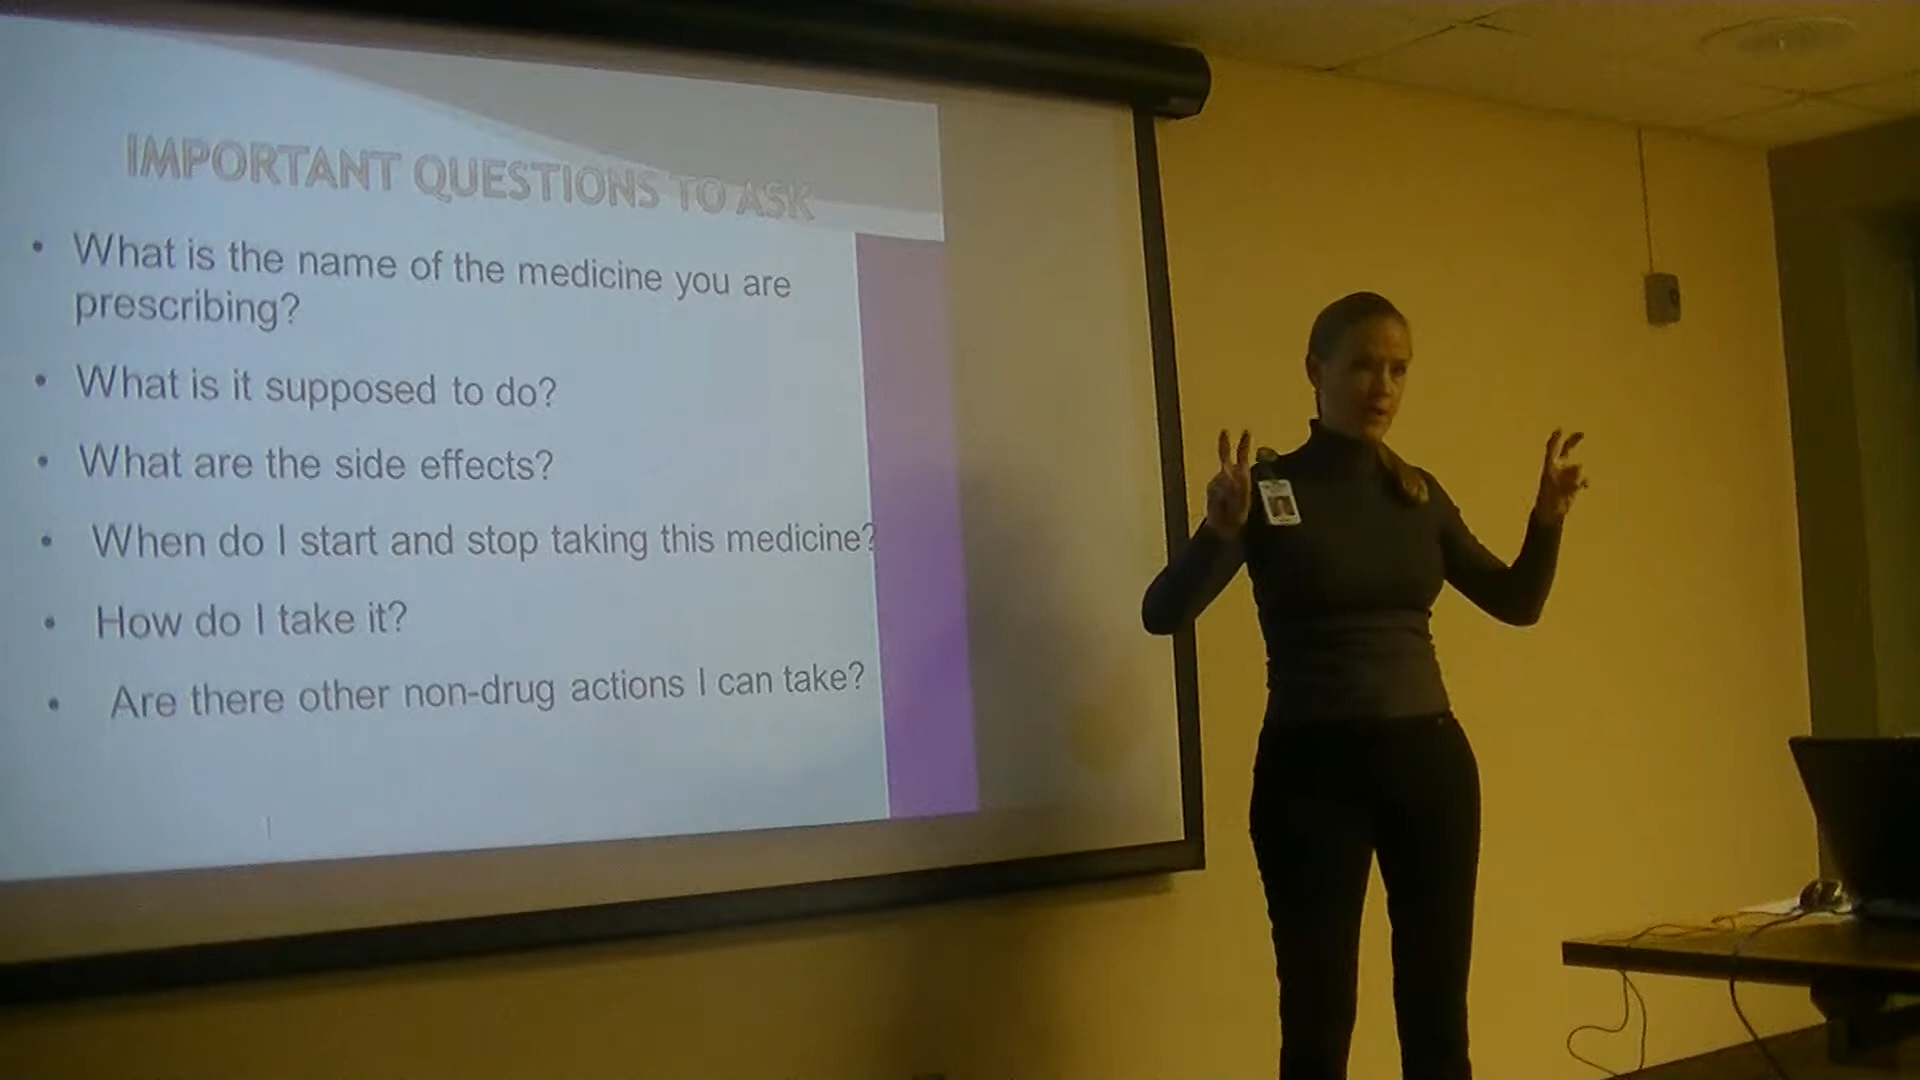 IMPORTANT QUESTIONS TO ASK
• What is the name of the medicine you are
prescribing?
• What is it supposed to do?
• What are the side effects?
• When do I start and stop taking this medicine?
• How do I take it?
• Are there other non-drug actions I can take?